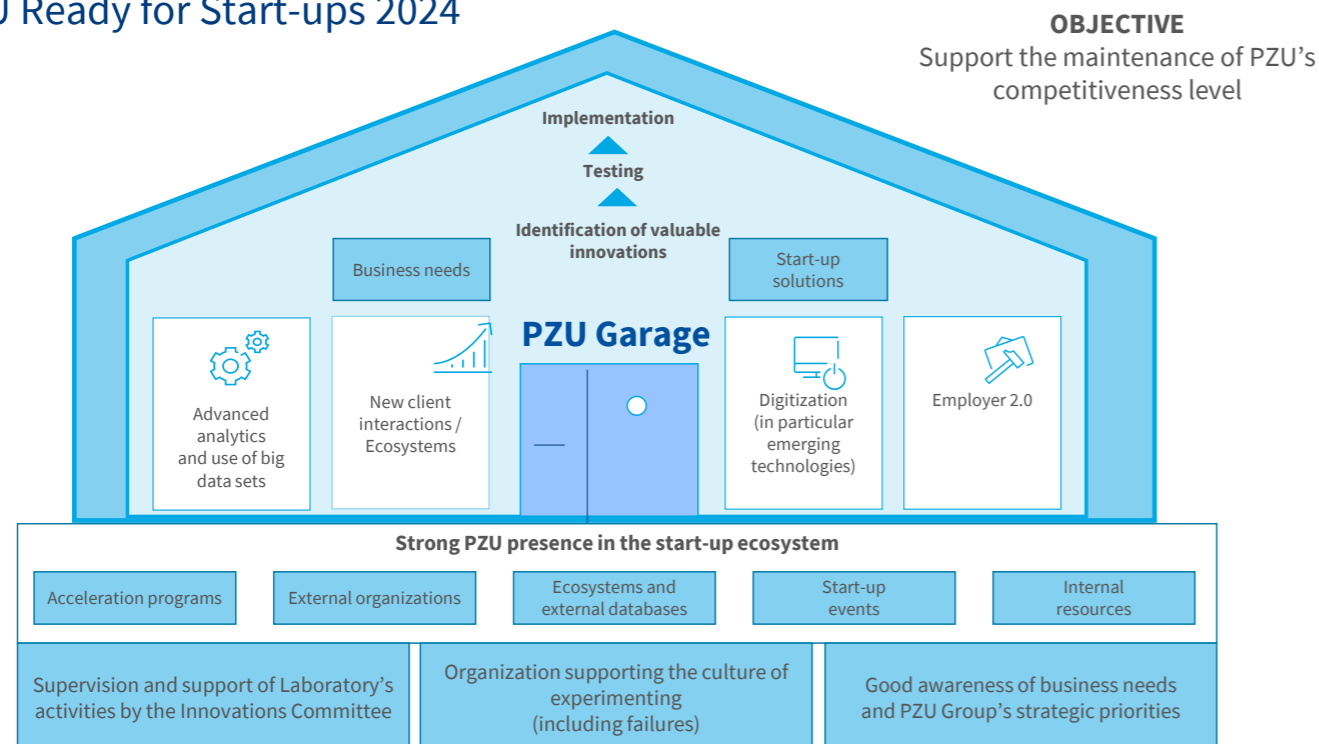 Ready for Start-ups 2024
OBJECTIVE
Support the maintenance of PZU's
competitiveness level
Implementation
Testing
Identification of valuable
innovations
Business needs
Start-up
solutions
PZU Garage
Advanced
analytics
and use of big
data sets
New client
interactions /
Ecosystems
Digitization
(in particular
emerging
technologies)
Employer 2.0
Strong PZU presence in the start-up ecosystem
Acceleration programs
External organizations
Ecosystems and
external databases
Start-up
events
Internal
resources
Supervision and support of Laboratory's
activities by the Innovations Committee
Organization supporting the culture of
experimenting
(including failures)
Good awareness of business needs
and PZU Group's strategic priorities